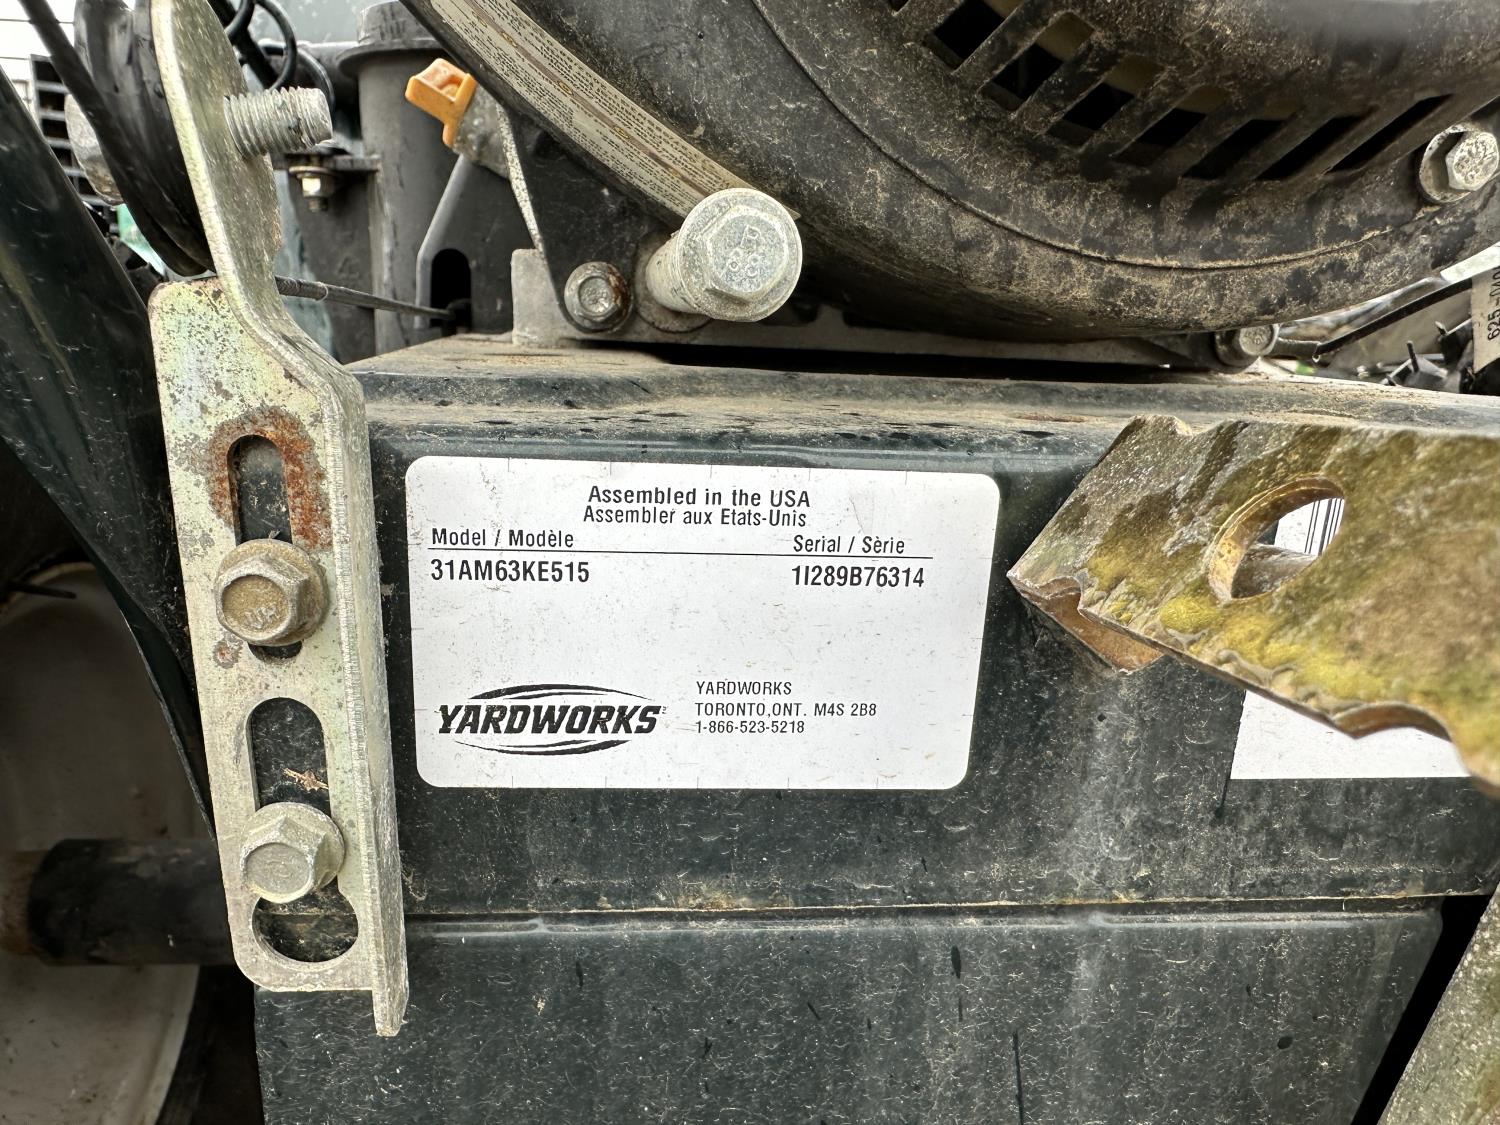 Assembled in the USA
Assembler aux Etats-Unis
Model / Modèle
Serial / Série
31AM63KE515
1I289B76314
YARDWORKS
YARDWORKS
TORONTO,ONT. M4S 2B8
1-866-523-5218